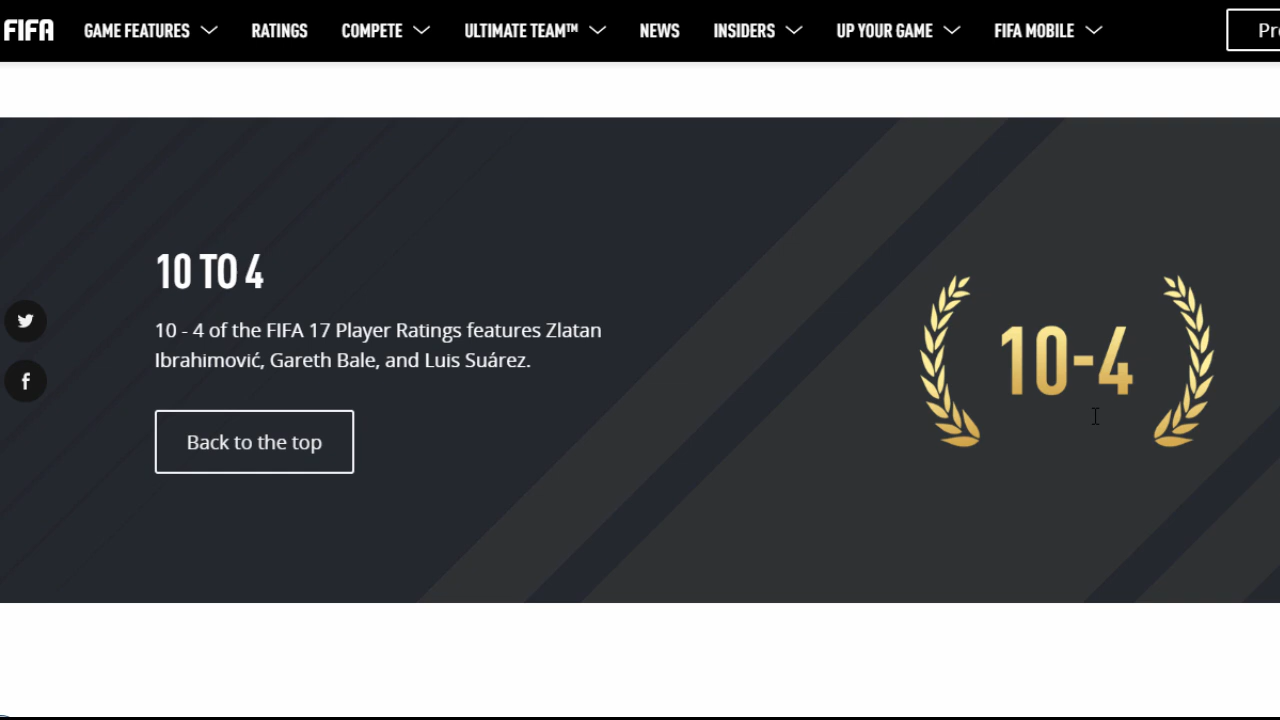 FIFA GAME FEATURES RATINGS COMPETE ULTIMATE TEAM™ NEWS INSIDERS UP YOUR GAME FIFA MOBILE
10 TO 4
10 - 4 of the FIFA 17 Player Ratings features Zlatan
Ibrahimović, Gareth Bale, and Luis Suárez.
Back to the top
10-4